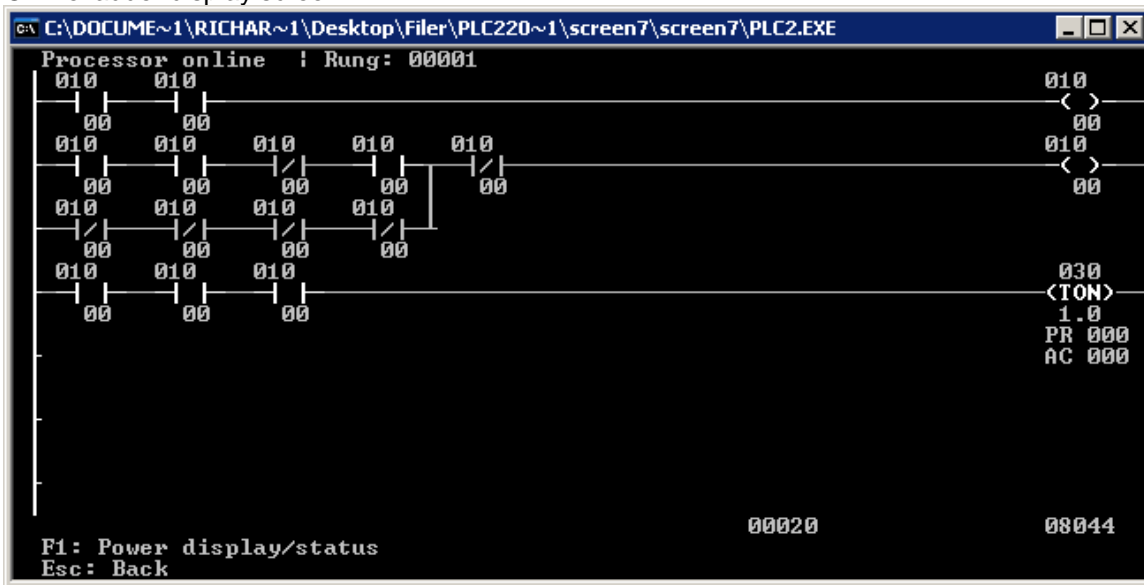 C:\DOCUME~1\RICHAR~1\Desktop\Filer\PLC220~1\screen7\screen7\PLC2.EXE
Processor online ¦ Rung: 00001
010 010 010
00 00 00
010 010 010 010 010 010
00 00 00 00 00 00
010 010 010 010
00 00 00 00
010 010 010 030
(TON)
00 00 00 1.0
PR 000
AC 000
00020 08044
F1: Power display/status
Esc: Back